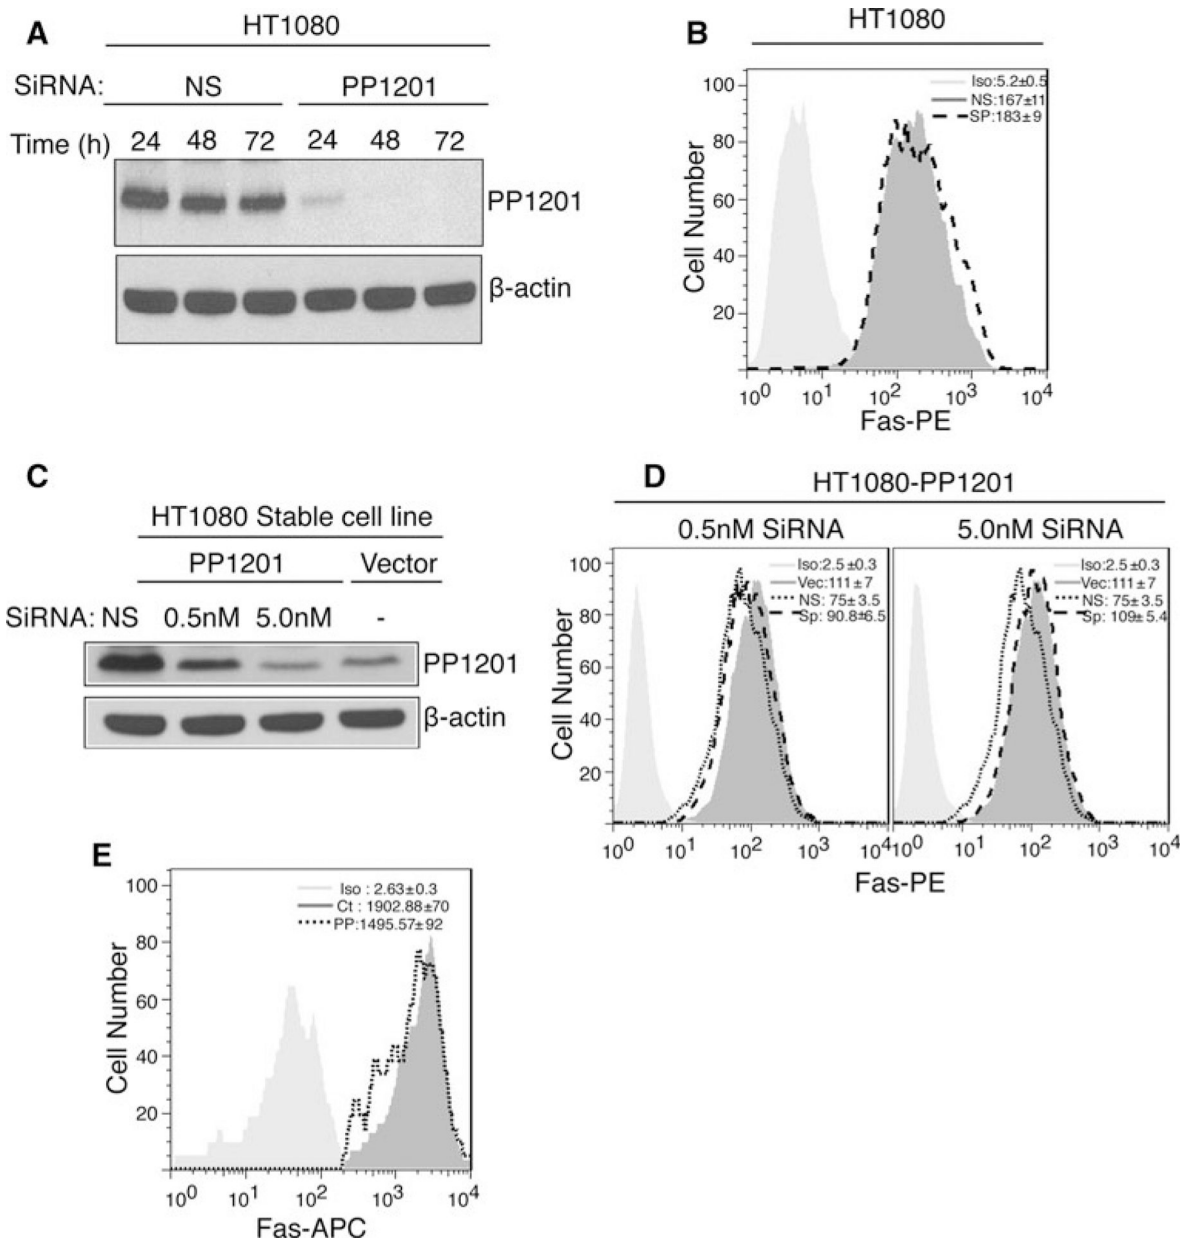 A
HT1080
SiRNA: NS PP1201
Time (h) 24 48 72 24 48 72
PP1201
β-actin
B
HT1080
Iso:5.2±0.5
NS:167±11
SP:183±9
100
80
60
40
20
Cell Number
10^0 10^1 10^2 10^3 10^4
Fas-PE
C
HT1080 Stable cell line
PP1201 Vector
SiRNA: NS 0.5nM 5.0nM -
PP1201
β-actin
D
HT1080-PP1201
0.5nM SiRNA 5.0nM SiRNA
Iso:2.5 ±0.3
Vec:111 ± 7
NS: 75± 3.5
Sp: 90.8±6.5
Iso:2.5 ±0.3
Vec:111 ± 7
NS: 75± 3.5
Sp: 109± 5.4
100
80
60
40
20
Cell Number
10^0 10^1 10^2 10^3 10^4 10^0 10^1 10^2 10^3 10^4
Fas-PE
E
Iso : 2.63±0.3
Ct : 1902.88±70
PP:1495.57±92
100
80
60
40
20
Cell Number
10^0 10^1 10^2 10^3 10^4
Fas-APC